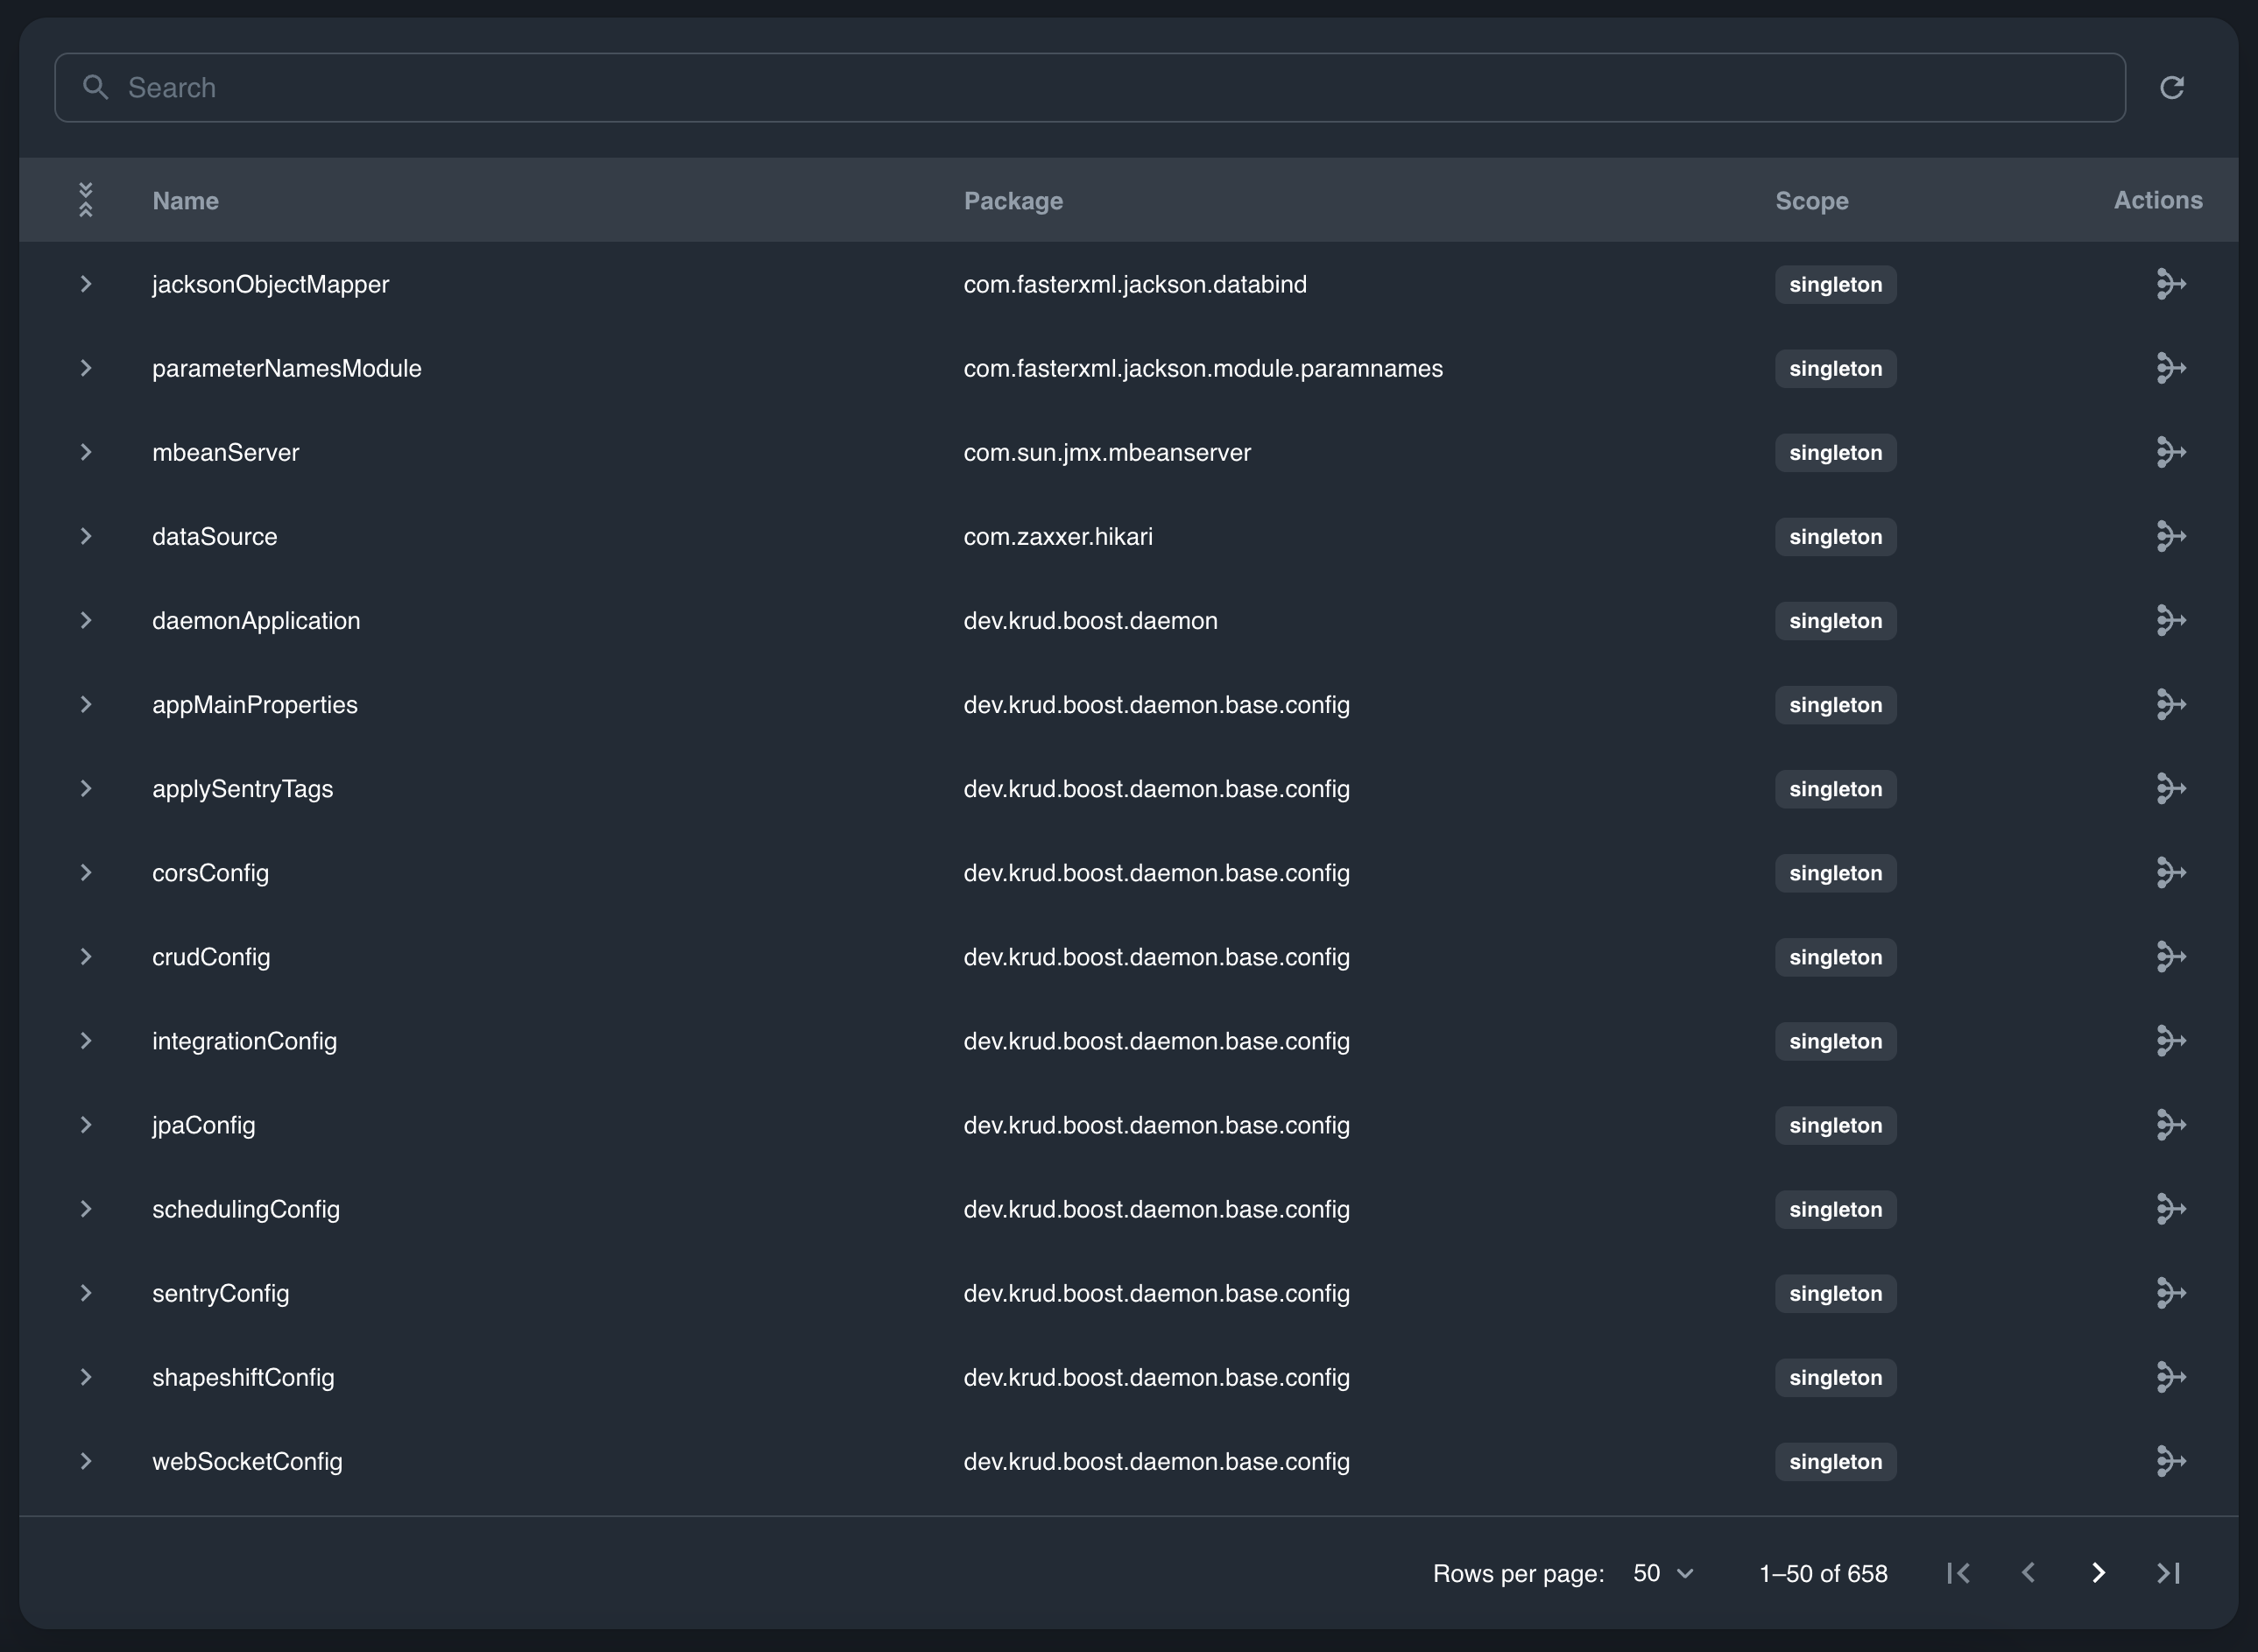 Search
Name Package Scope Actions
jacksonObjectMapper com.fasterxml.jackson.databind singleton
parameterNamesModule com.fasterxml.jackson.module.paramnames singleton
mbeanServer com.sun.jmx.mbeanserver singleton
dataSource com.zaxxer.hikari singleton
daemonApplication dev.krud.boost.daemon singleton
appMainProperties dev.krud.boost.daemon.base.config singleton
applySentryTags dev.krud.boost.daemon.base.config singleton
corsConfig dev.krud.boost.daemon.base.config singleton
crudConfig dev.krud.boost.daemon.base.config singleton
integrationConfig dev.krud.boost.daemon.base.config singleton
jpaConfig dev.krud.boost.daemon.base.config singleton
schedulingConfig dev.krud.boost.daemon.base.config singleton
sentryConfig dev.krud.boost.daemon.base.config singleton
shapeshiftConfig dev.krud.boost.daemon.base.config singleton
webSocketConfig dev.krud.boost.daemon.base.config singleton
Rows per page: 50 1–50 of 658